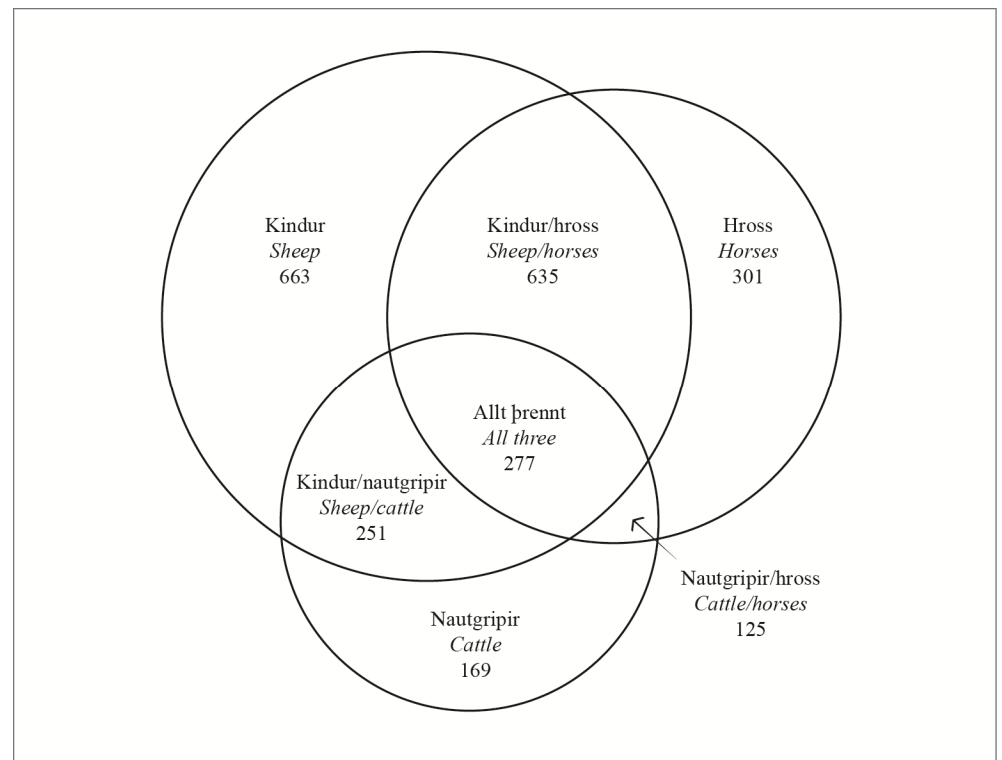 Kindur
Sheep
663
Kindur/hross
Sheep/horses
635
Hross
Horses
301
Allt þrennt
All three
277
Kindur/nautgripir
Sheep/cattle
251
Nautgripir/hross
Cattle/horses
125
Nautgripir
Cattle
169